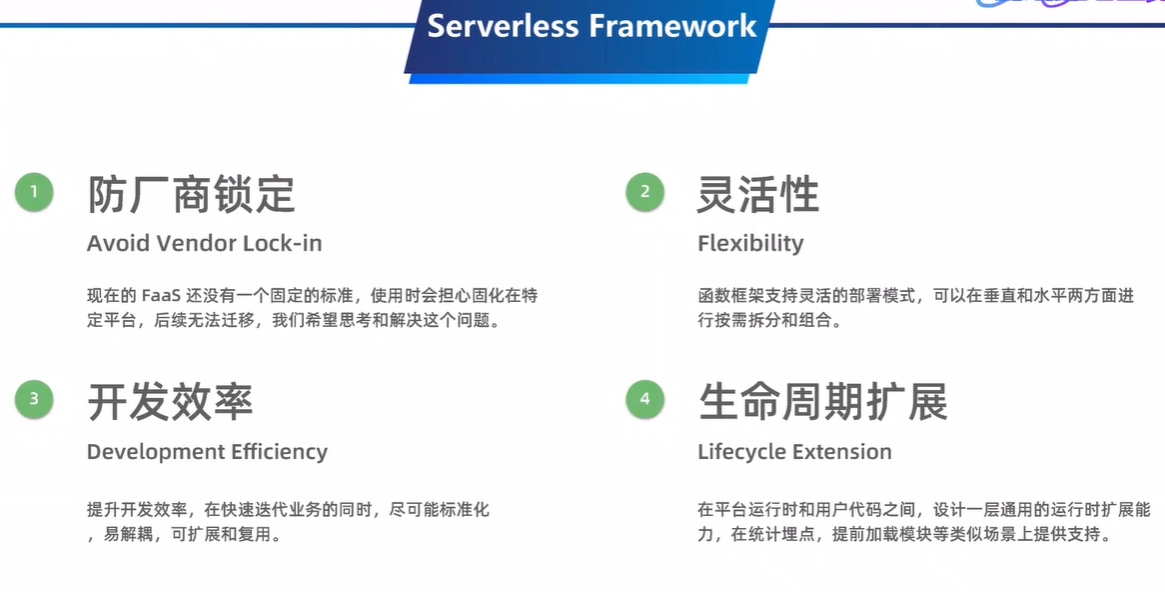 Serverless Framework
1
防厂商锁定
Avoid Vendor Lock-in
现在的 FaaS 还没有一个固定的标准，使用时会担心固化在特
定平台，后续无法迁移，我们希望思考和解决这个问题。
2
灵活性
Flexibility
函数框架支持灵活的部署模式，可以在垂直和水平两方面进
行按需拆分和组合。
3
开发效率
Development Efficiency
提升开发效率，在快速迭代业务的同时，尽可能标准化
，易解耦，可扩展和复用。
4
生命周期扩展
Lifecycle Extension
在平台运行时和用户代码之间，设计一层通用的运行时扩展能
力，在统计埋点，提前加载模块等类似场景上提供支持。